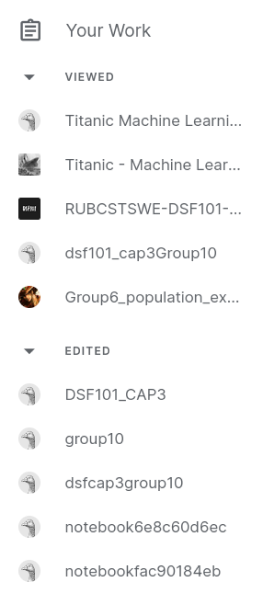 Your Work
VIEWED
Titanic Machine Learni...
Titanic - Machine Lear...
RUBCSTSWE-DSF101-...
dsf101_cap3Group10
Group6_population_ex...
EDITED
DSF101_CAP3
group10
dsfcap3group10
notebook6e8c60d6ec
notebookfac90184eb